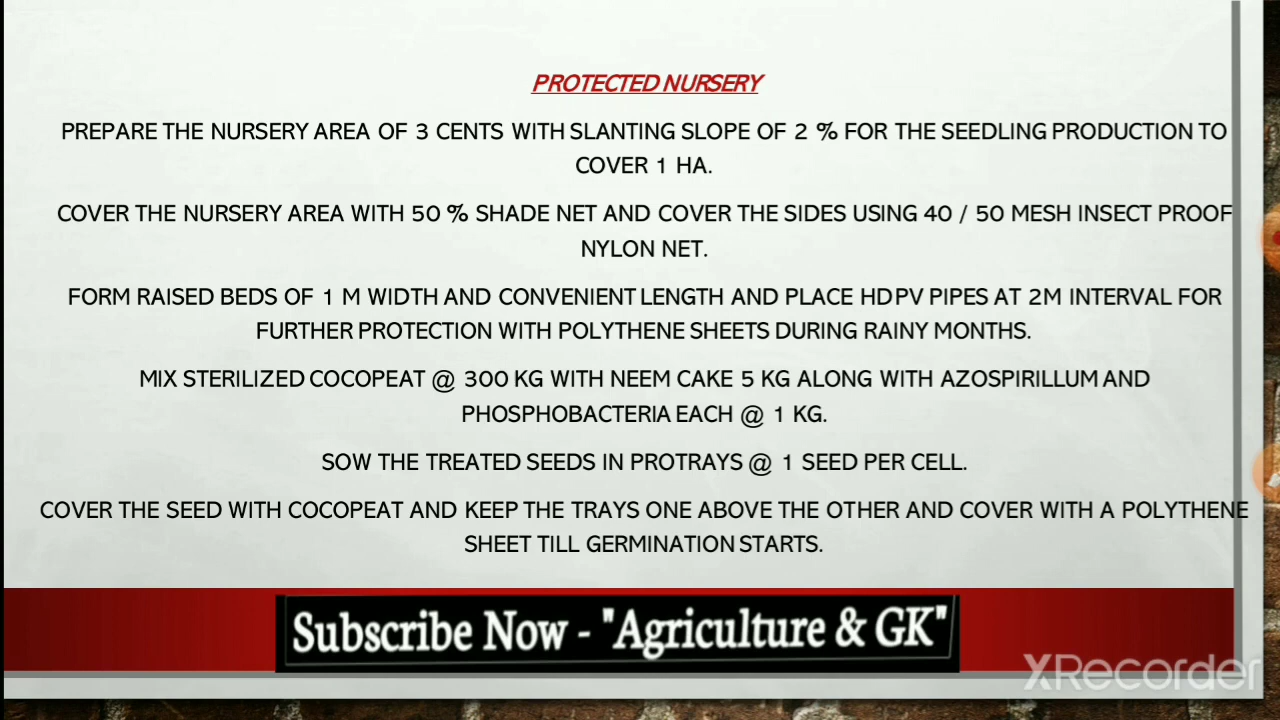 PROTECTED NURSERY
PREPARE THE NURSERY AREA OF 3 CENTS WITH SLANTING SLOPE OF 2 % FOR THE SEEDLING PRODUCTION TO
COVER 1 HA.
COVER THE NURSERY AREA WITH 50 % SHADE NET AND COVER THE SIDES USING 40 / 50 MESH INSECT PROOF
NYLON NET.
FORM RAISED BEDS OF 1 M WIDTH AND CONVENIENT LENGTH AND PLACE HDPV PIPES AT 2M INTERVAL FOR
FURTHER PROTECTION WITH POLYTHENE SHEETS DURING RAINY MONTHS.
MIX STERILIZED COCOPEAT @ 300 KG WITH NEEM CAKE 5 KG ALONG WITH AZOSPIRILLUM AND
PHOSPHOBACTERIA EACH @ 1 KG.
SOW THE TREATED SEEDS IN PROTRAYS @ 1 SEED PER CELL.
COVER THE SEED WITH COCOPEAT AND KEEP THE TRAYS ONE ABOVE THE OTHER AND COVER WITH A POLYTHENE
SHEET TILL GERMINATION STARTS.
Subscribe Now - "Agriculture & GK"
XRecorder